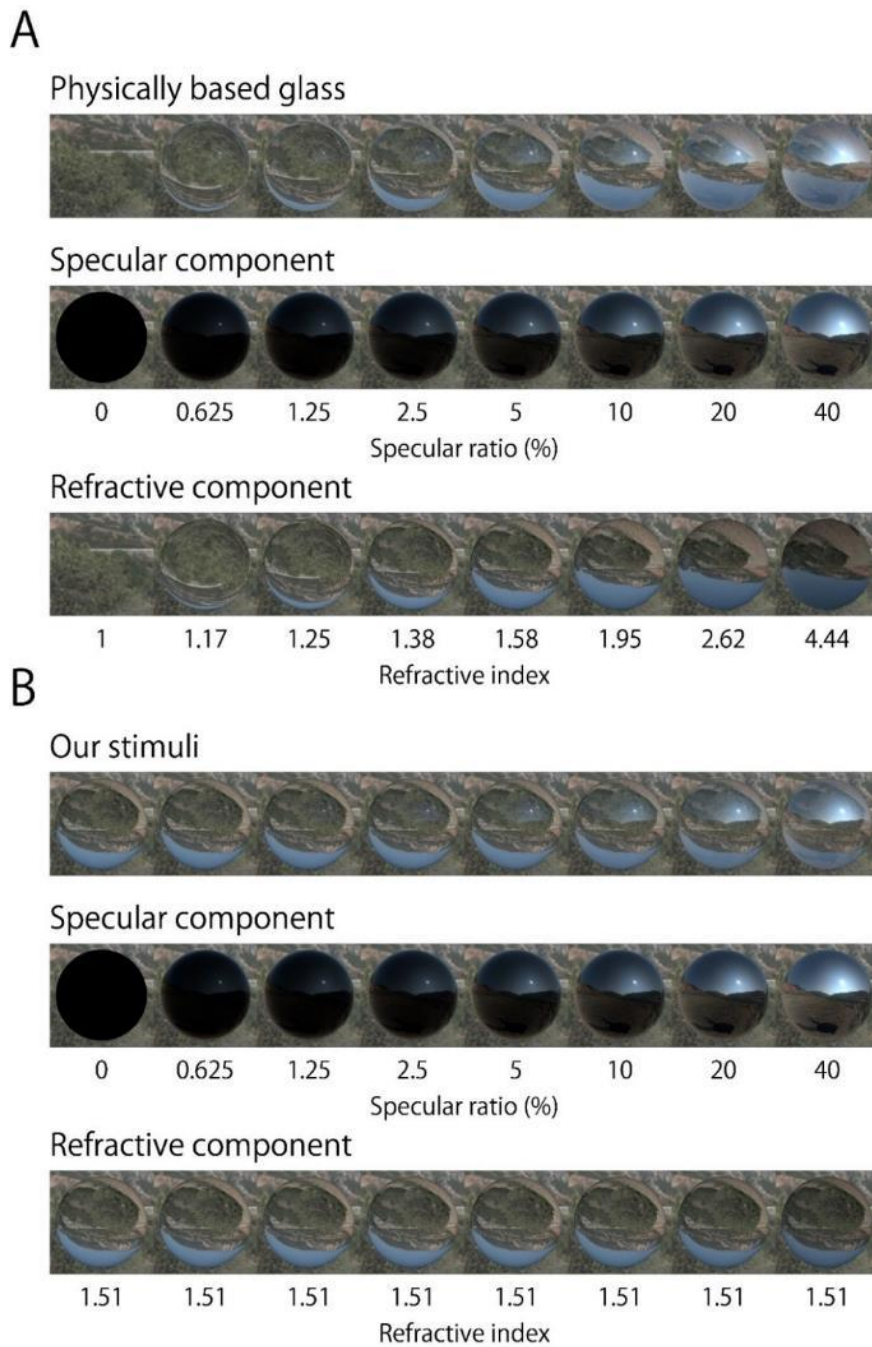 A
Physically based glass
Specular component
0 0.625 1.25 2.5 5 10 20 40
Specular ratio (%)
Refractive component
1 1.17 1.25 1.38 1.58 1.95 2.62 4.44
Refractive index
B
Our stimuli
Specular component
0 0.625 1.25 2.5 5 10 20 40
Specular ratio (%)
Refractive component
1.51 1.51 1.51 1.51 1.51 1.51 1.51 1.51
Refractive index